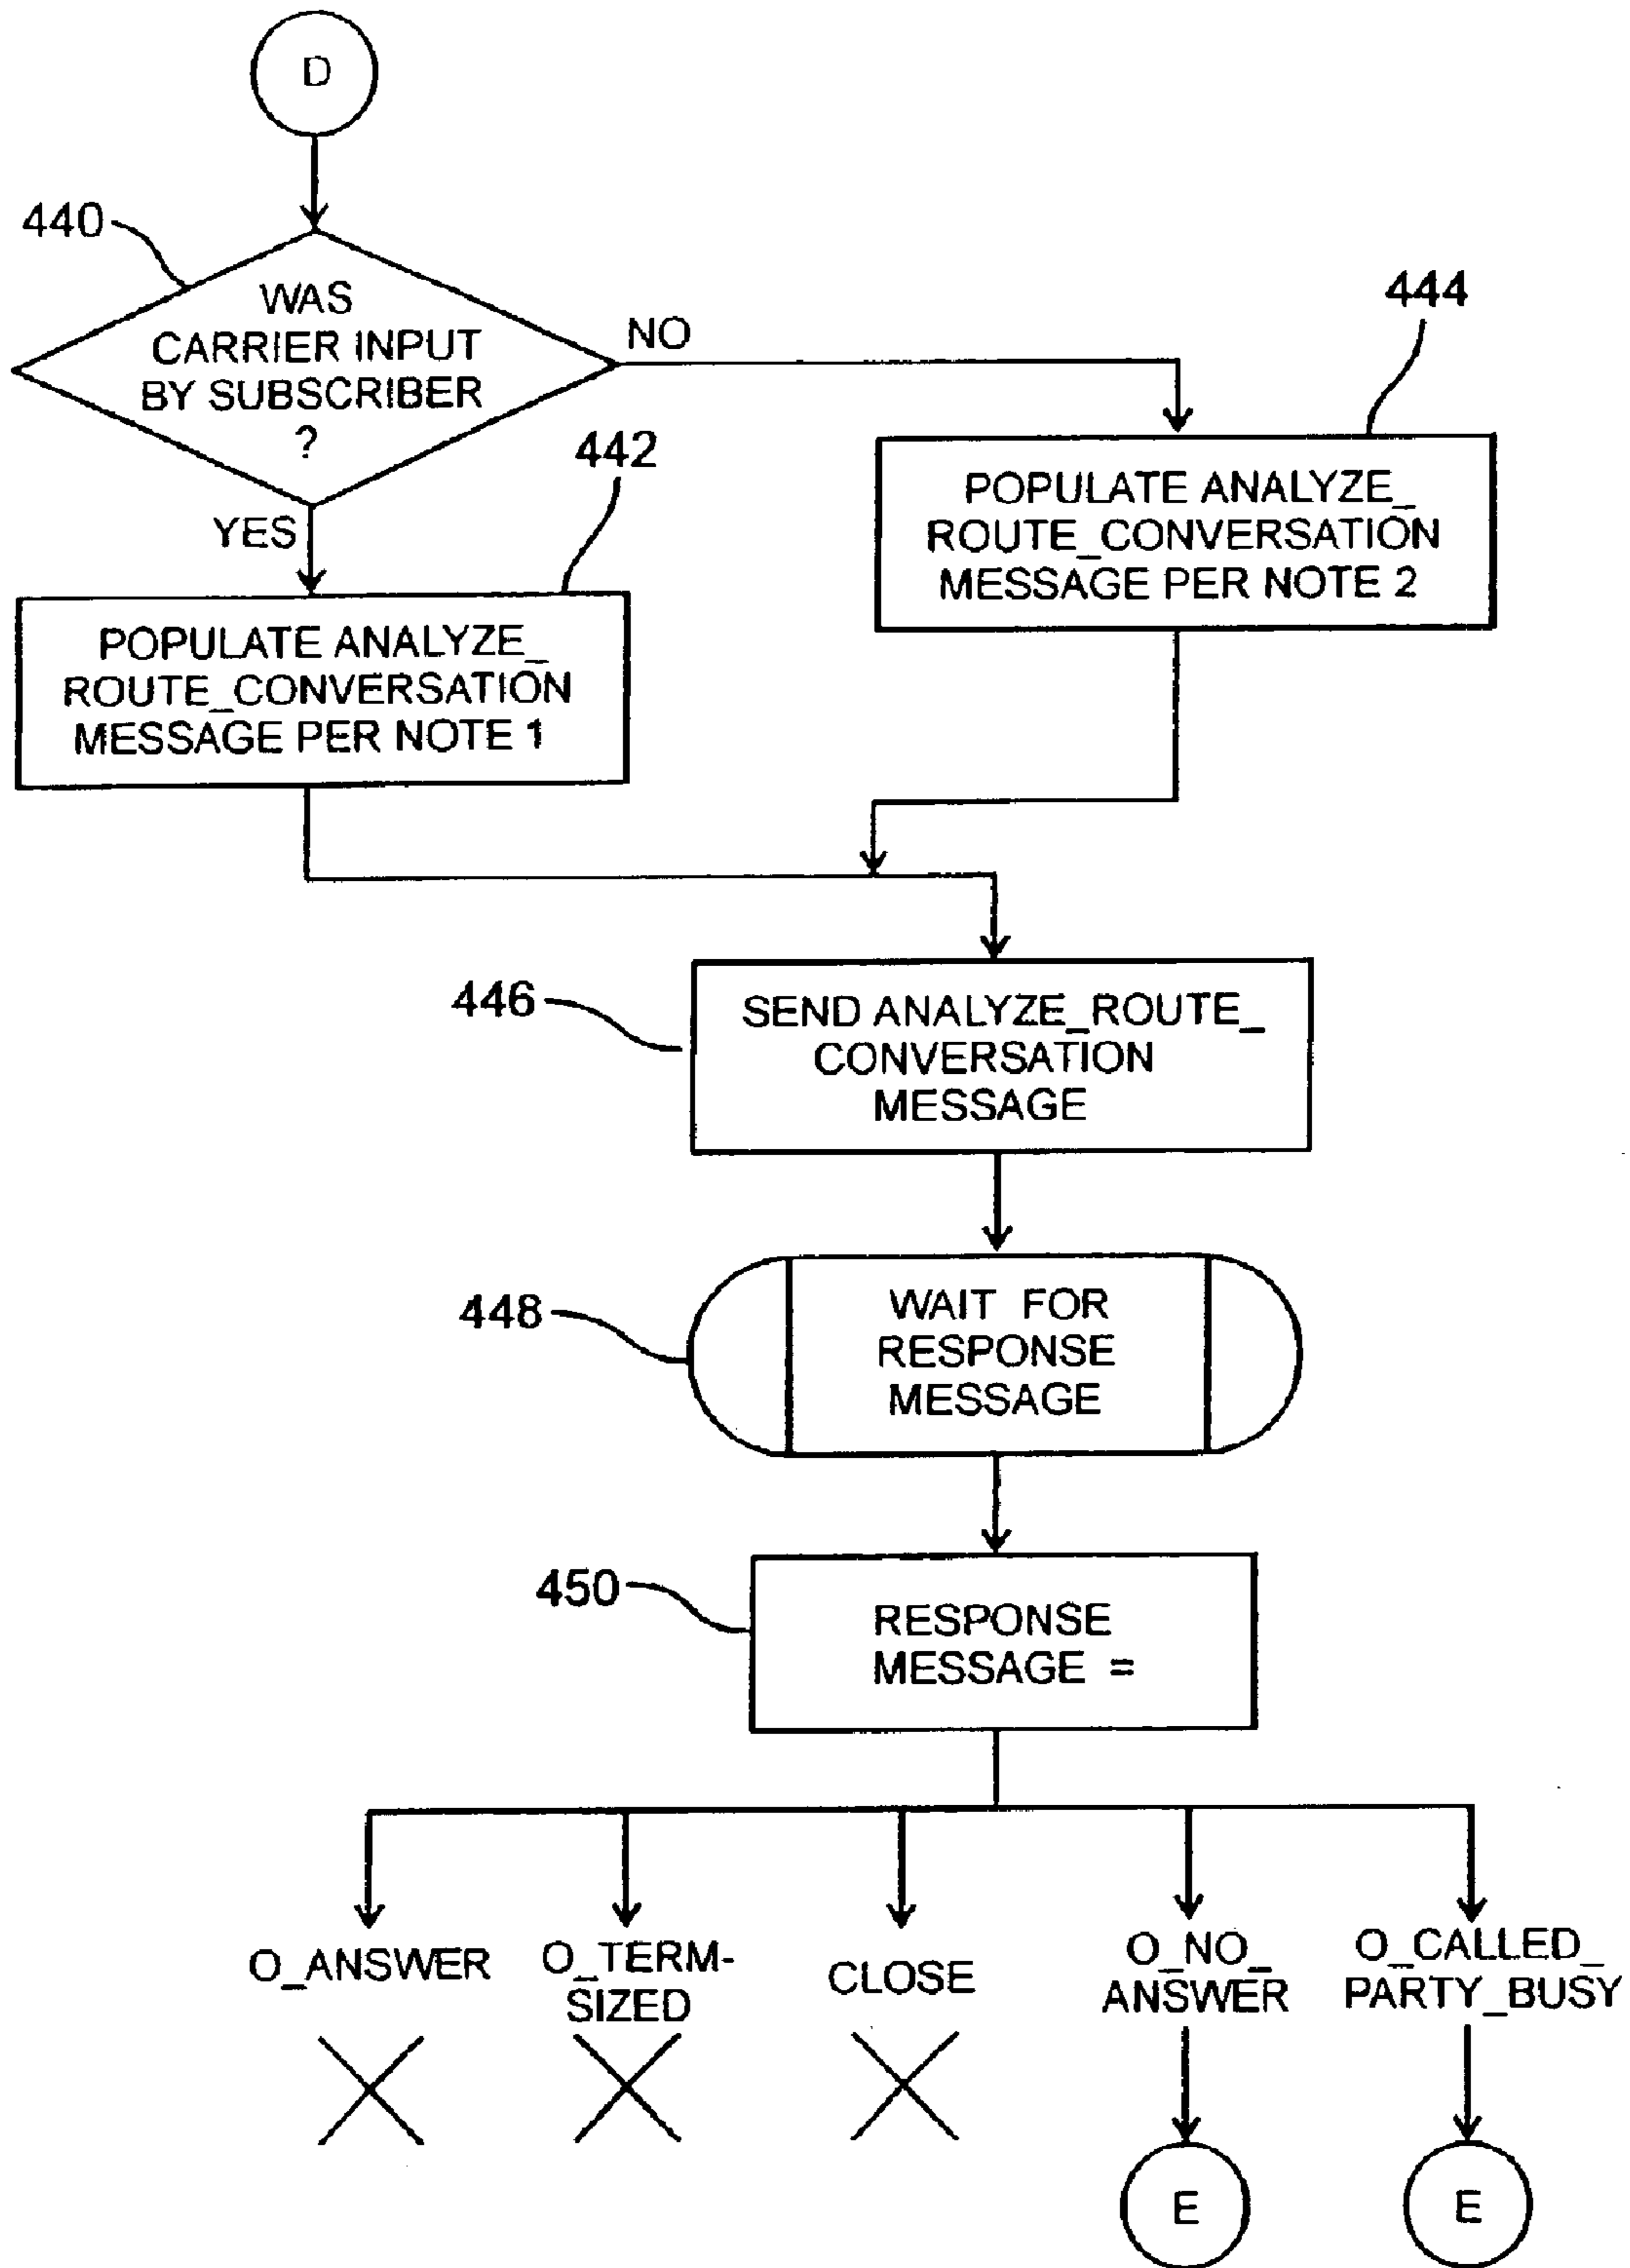 D
440
WAS
CARRIER INPUT
BY SUBSCRIBER
?
NO
YES
444
POPULATE ANALYZE_
ROUTE_CONVERSATION
MESSAGE PER NOTE 2
442
POPULATE ANALYZE_
ROUTE_CONVERSATION
MESSAGE PER NOTE 1
446
SEND ANALYZE_ROUTE_
CONVERSATION
MESSAGE
448
WAIT FOR
RESPONSE
MESSAGE
450
RESPONSE
MESSAGE =
O_ANSWER
O_TERM-
SIZED
CLOSE
O_NO_
ANSWER
O_CALLED_
PARTY_BUSY
E
E